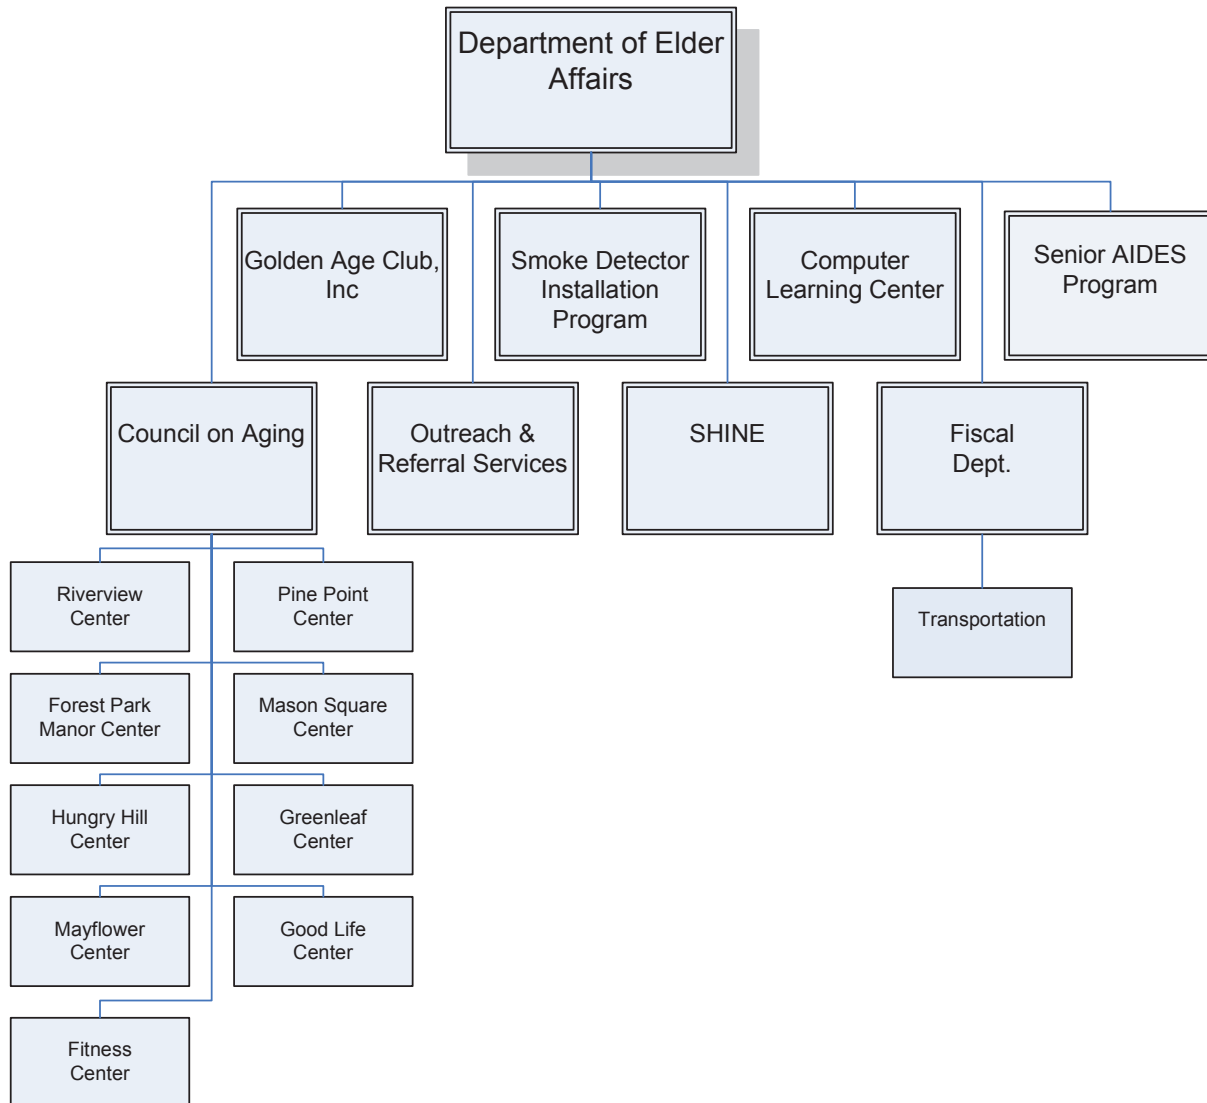 Department of Elder
Affairs
Golden Age Club,
Inc
Smoke Detector
Installation
Program
Computer
Learning Center
Senior AIDES
Program
Council on Aging
Outreach &
Referral Services
SHINE
Fiscal
Dept.
Riverview
Center
Pine Point
Center
Transportation
Forest Park
Manor Center
Mason Square
Center
Hungry Hill
Center
Greenleaf
Center
Mayflower
Center
Good Life
Center
Fitness
Center